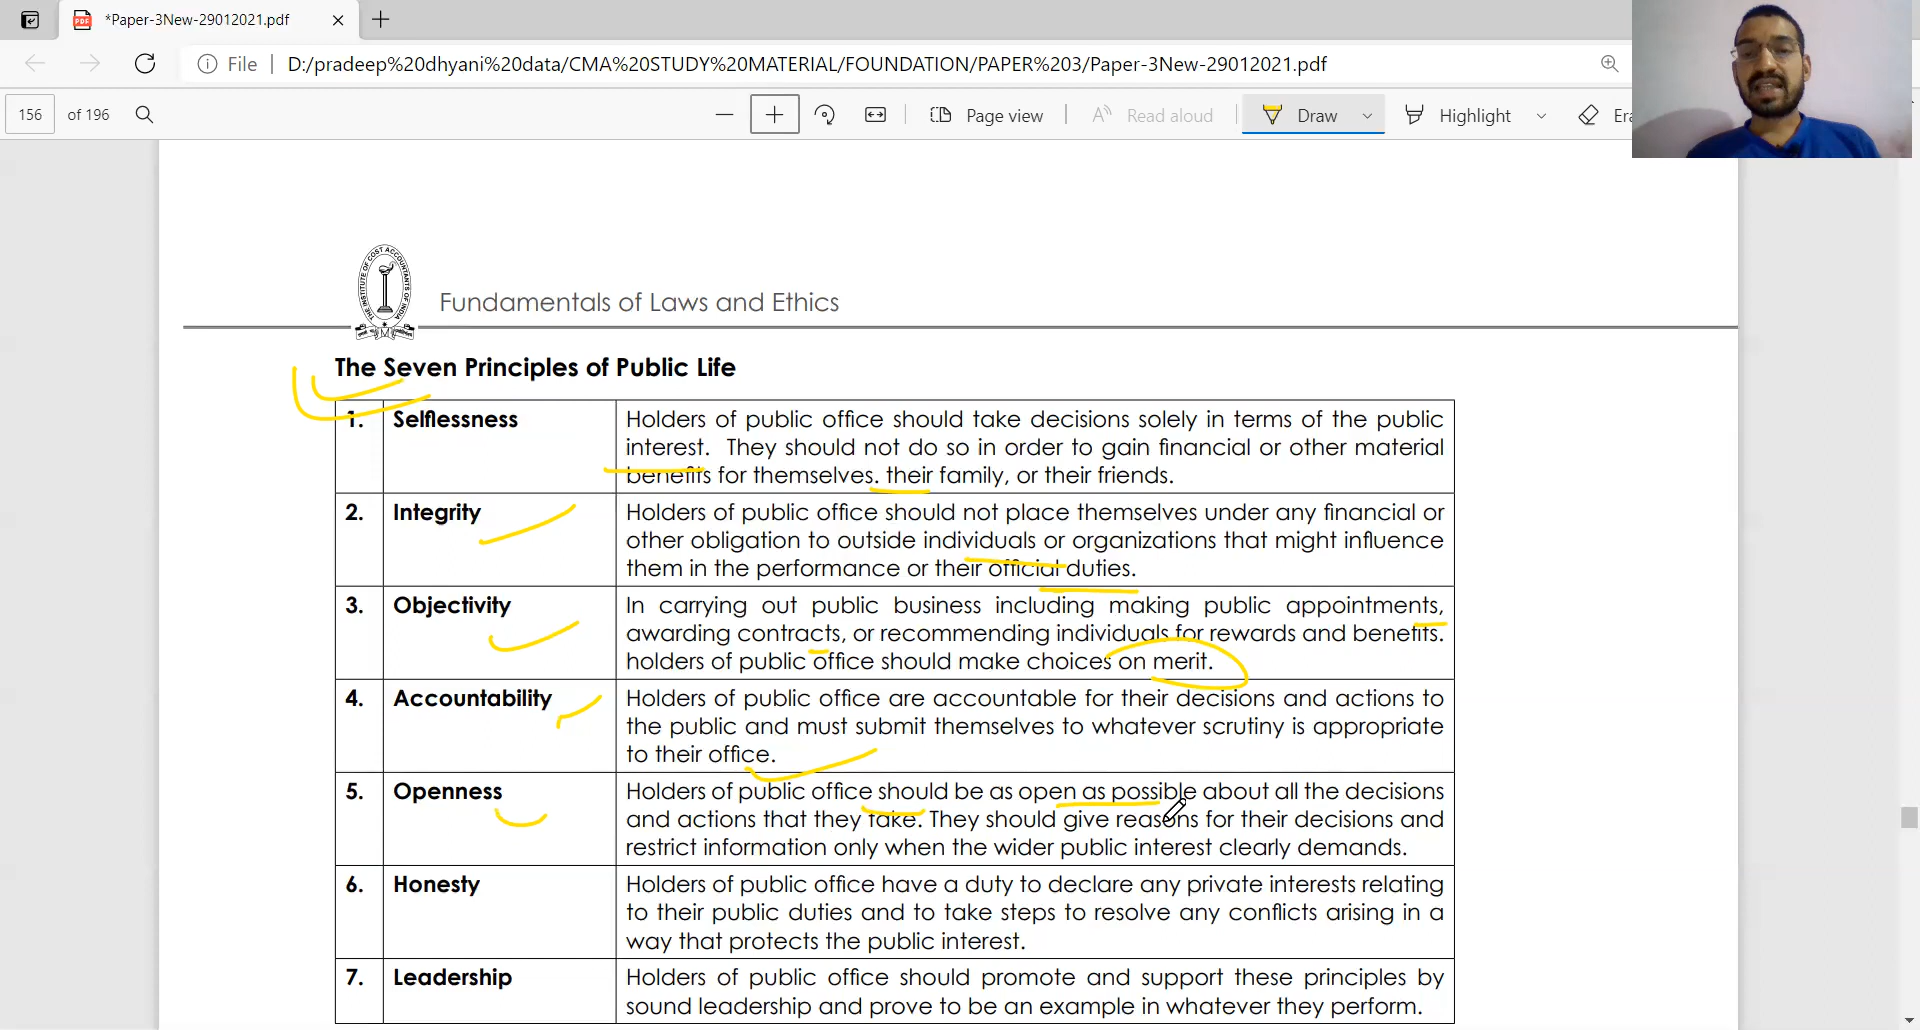 *Paper-3New-29012021.pdf
File
D:/pradeep%20dhyani%20data/CMA%20STUDY%20MATERIAL/FOUNDATION/PAPER%203/Paper-3New-29012021.pdf
156 of 196
Page view
Read aloud
Draw
Highlight
THE INSTITUTE OF COST ACCOUNTANTS OF INDIA
Fundamentals of Laws and Ethics
The Seven Principles of Public Life
1. Selflessness Holders of public office should take decisions solely in terms of the public
interest. They should not do so in order to gain financial or other material
benefits for themselves. their family, or their friends.
2. Integrity Holders of public office should not place themselves under any financial or
other obligation to outside individuals or organizations that might influence
them in the performance or their official duties.
3. Objectivity In carrying out public business including making public appointments,
awarding contracts, or recommending individuals for rewards and benefits.
holders of public office should make choices on merit.
4. Accountability Holders of public office are accountable for their decisions and actions to
the public and must submit themselves to whatever scrutiny is appropriate
to their office.
5. Openness Holders of public office should be as open as possible about all the decisions
and actions that they take. They should give reasons for their decisions and
restrict information only when the wider public interest clearly demands.
6. Honesty Holders of public office have a duty to declare any private interests relating
to their public duties and to take steps to resolve any conflicts arising in a
way that protects the public interest.
7. Leadership Holders of public office should promote and support these principles by
sound leadership and prove to be an example in whatever they perform.